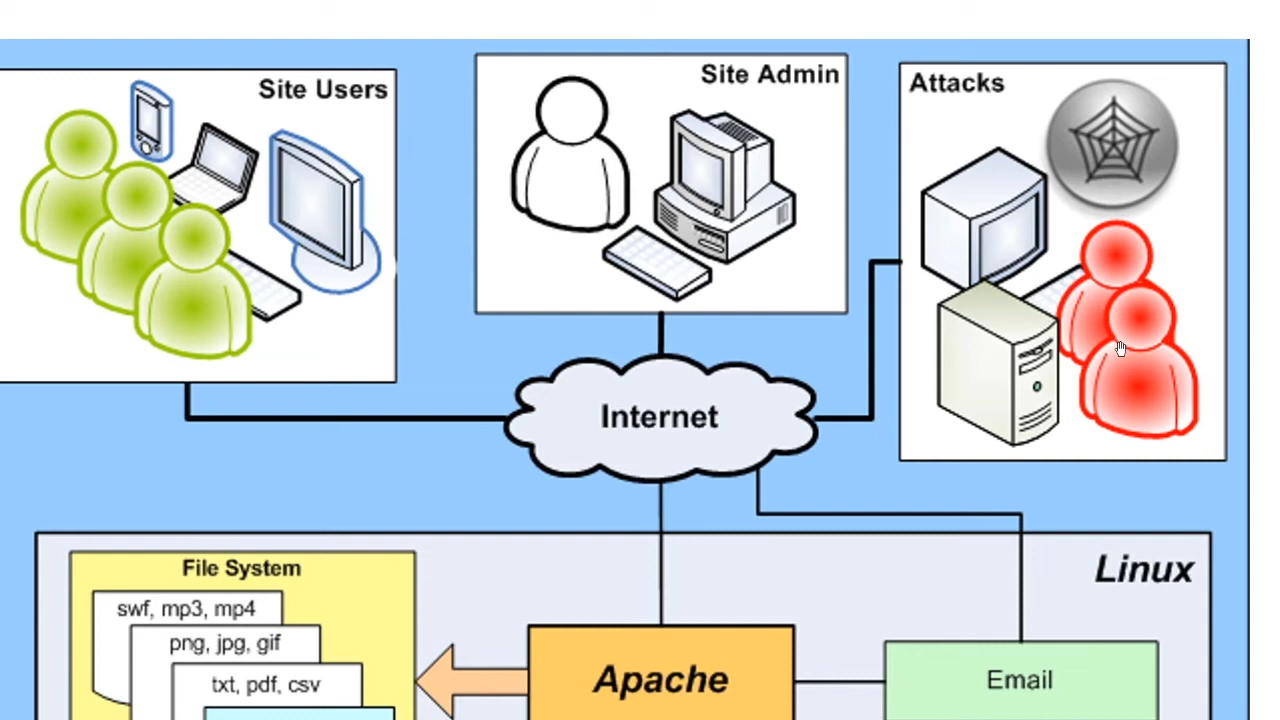 Site Users
Site Admin
Attacks
Internet
Linux
File System
swf, mp3, mp4
png, jpg, gif
txt, pdf, csv
Apache
Email